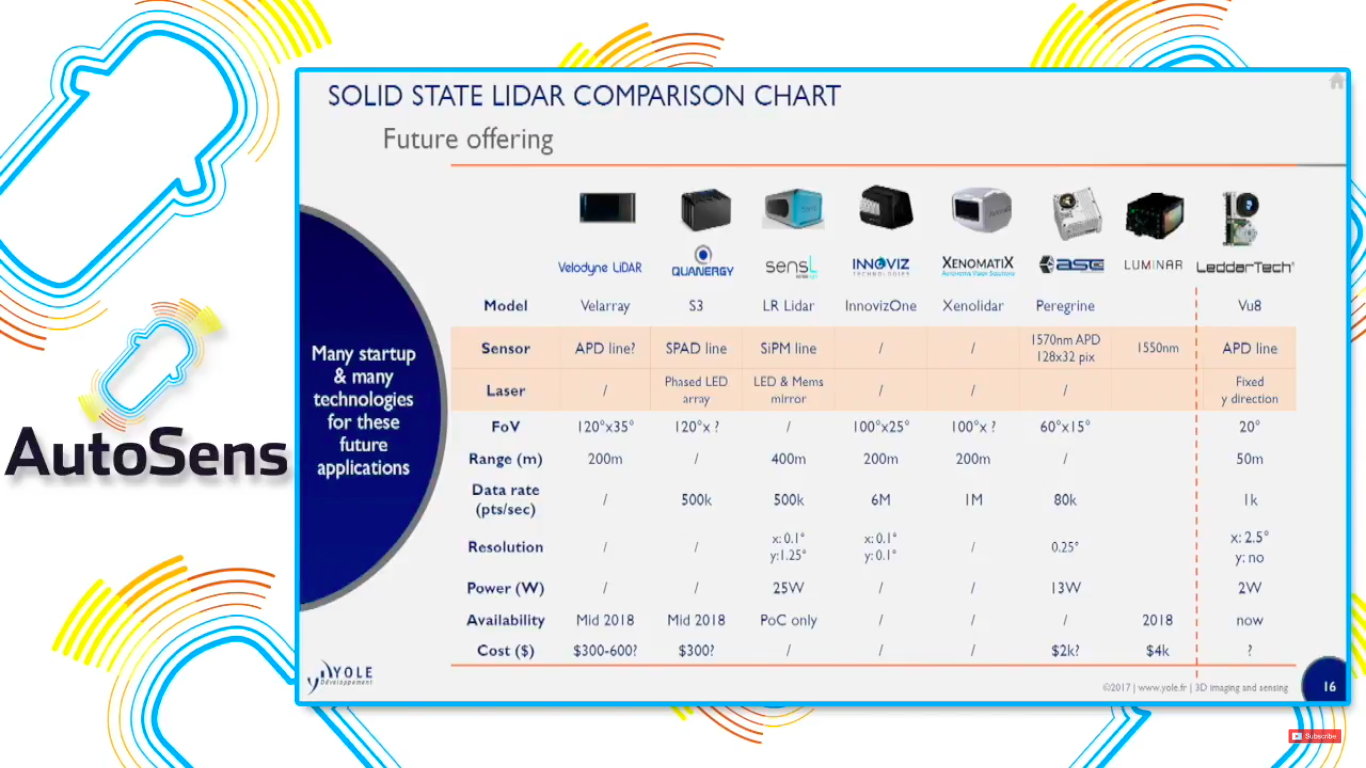 SOLID STATE LIDAR COMPARISON CHART
Future offering
Many startup
& many
technologies
for these
future
applications
AutoSens
Velodyne LiDAR QUANERGY sensL INNOVIZ TECHNOLOGIES XENOMATIX ASC LUMINAR LeddarTech®
Model Velarray S3 LR Lidar InnovizOne Xenolidar Peregrine Vu8
Sensor APD line? SPAD line SiPM line / / 1570nm APD 128x32 pix 1550nm APD line
Laser / Phased LED array LED & Mems mirror / / / Fixed y direction
FoV 120°x35° 120°x ? / 100°x25° 100°x ? 60°x15° 20°
Range (m) 200m / 400m 200m 200m / 50m
Data rate (pts/sec) / 500k 500k 6M 1M 80k 1k
Resolution / / x: 0.1° y:1.25° x: 0.1° y: 0.1° / 0.25° x: 2.5° y: no
Power (W) / / 25W / / 13W 2W
Availability Mid 2018 Mid 2018 PoC only / / / 2018 now
Cost ($) $300-600? $300? / / / $2k? $4k ?
YOLE
Développement
©2017 | www.yole.fr | 3D imaging and sensing
16
Subscribe